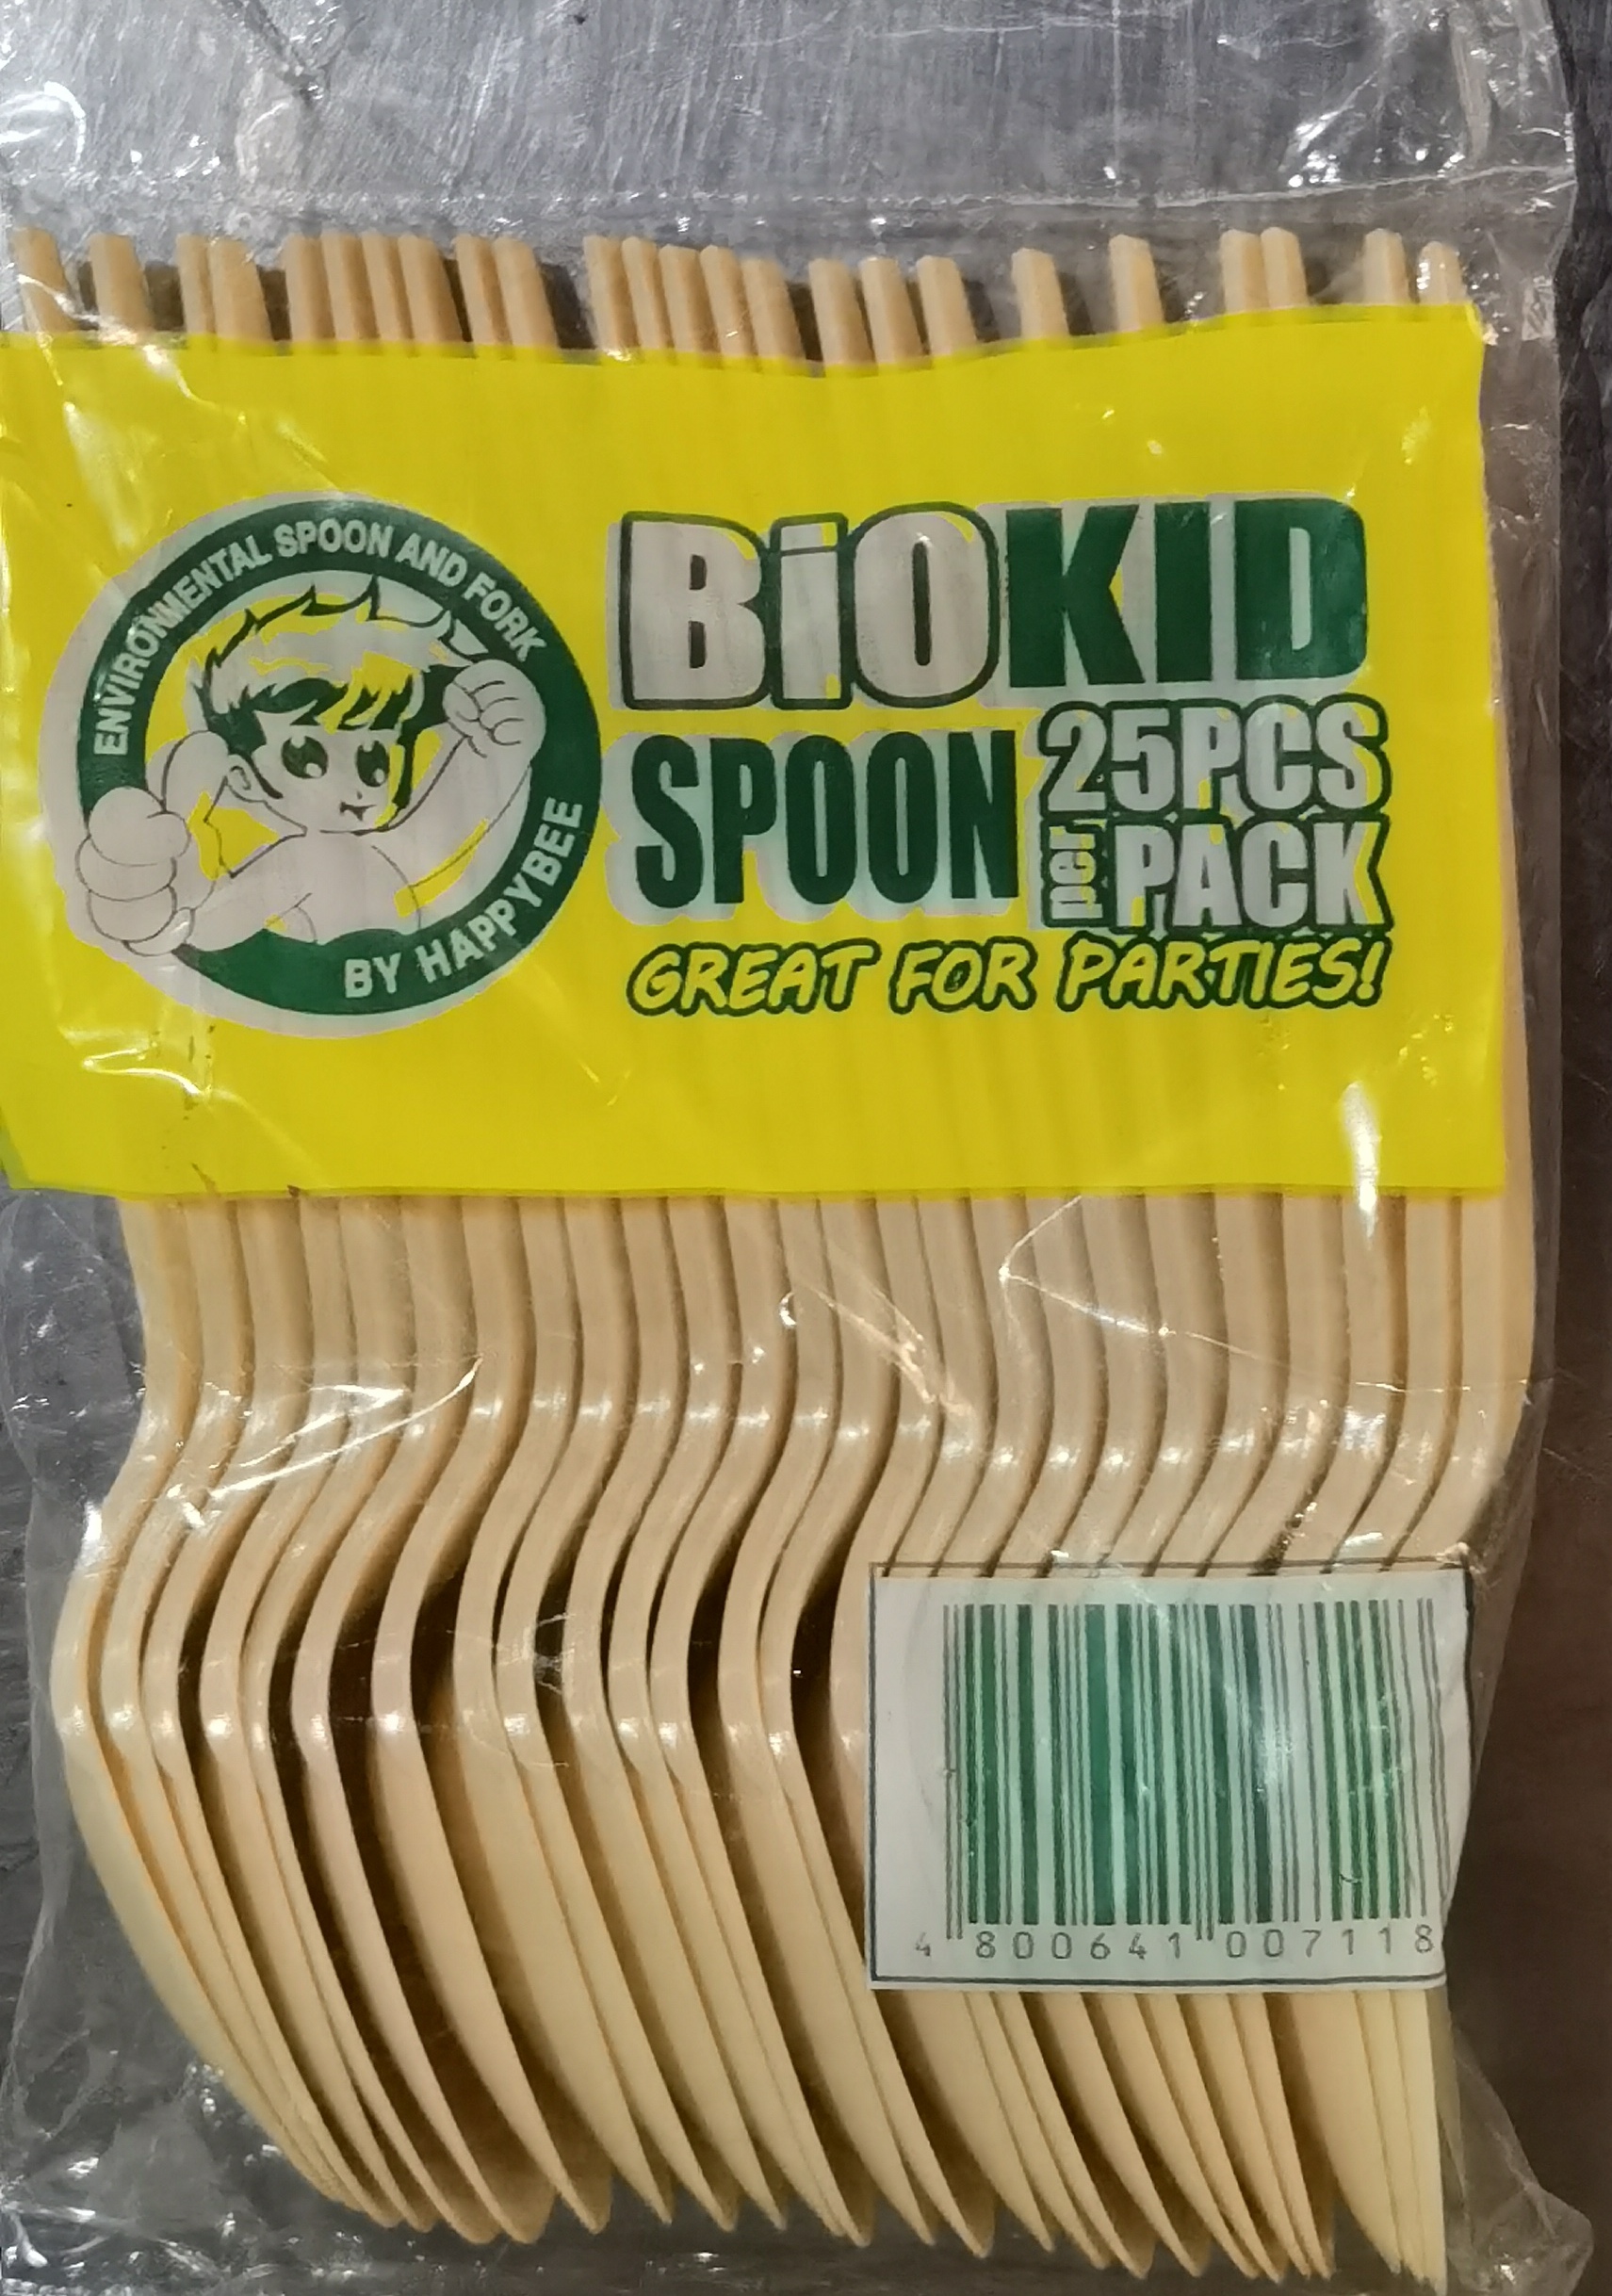 ENVIRONMENTAL SPOON AND FORK
BY HAPPYBEE
BiOKID
SPOON
25PCS
per PACK
GREAT FOR PARTIES!
4 800641 007118